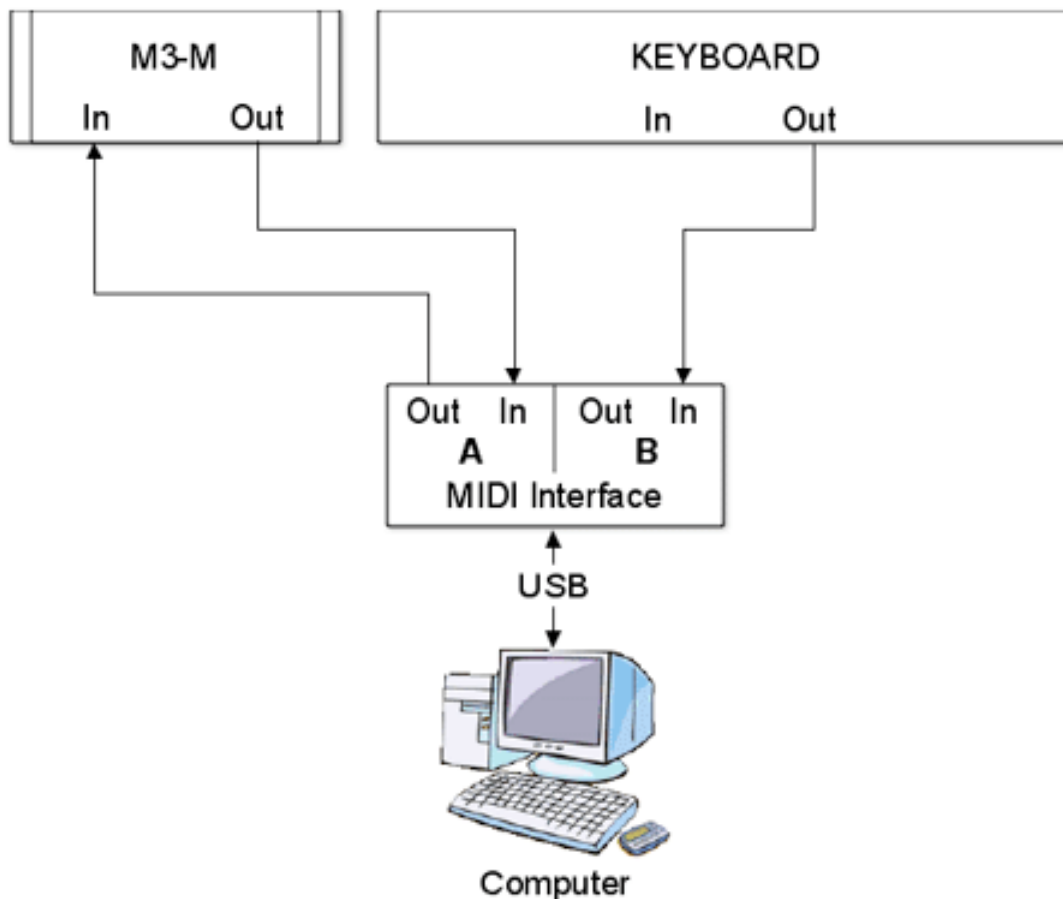 M3-M
In Out
KEYBOARD
In Out
Out In
A
Out In
B
MIDI Interface
USB
Computer